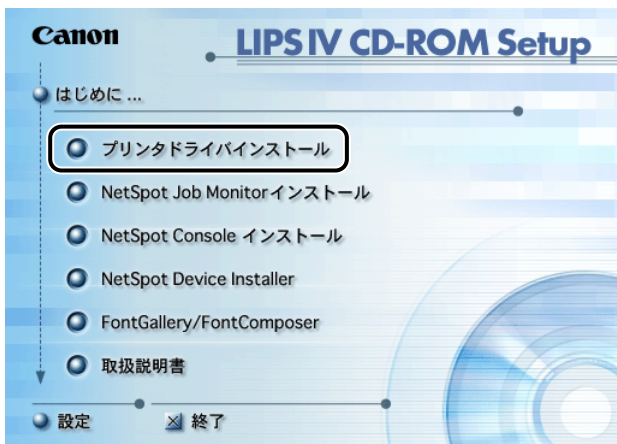 Canon
LIPS IV CD-ROM Setup
はじめに ...
プリンタドライバインストール
NetSpot Job Monitorインストール
NetSpot Console インストール
NetSpot Device Installer
FontGallery/FontComposer
取扱説明書
設定 終了